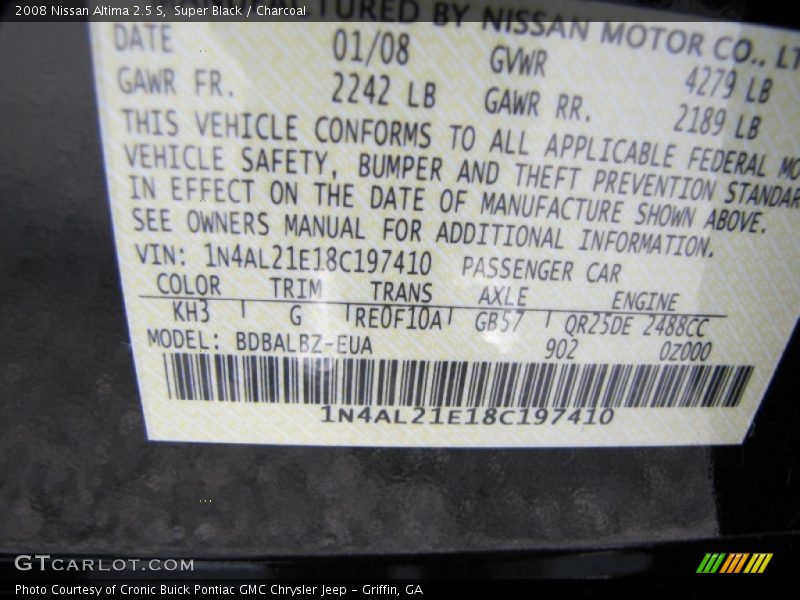 2008 Nissan Altima 2.5 S, Super Black / Charcoal
BY NISSAN MOTOR CO.,
DATE 01/08 GVWR 4279 LB
GAWR FR. 2242 LB GAWR RR. 2189 LB
THIS VEHICLE CONFORMS TO ALL APPLICABLE FEDERAL
VEHICLE SAFETY, BUMPER AND THEFT PREVENTION
IN EFFECT ON THE DATE OF MANUFACTURE SHOWN ABOVE.
SEE OWNERS MANUAL FOR ADDITIONAL INFORMATION.
VIN: 1N4AL21E18C197410 PASSENGER CAR
COLOR TRIM TRANS AXLE ENGINE
KH3 G RE0F10A GB57 QR25DE 2488CC
MODEL: BDBALBZ-EUA 902 0Z000
1N4AL21E18C197410
GTCARLOT.COM
Photo Courtesy of Cronic Buick Pontiac GMC Chrysler Jeep - Griffin, GA